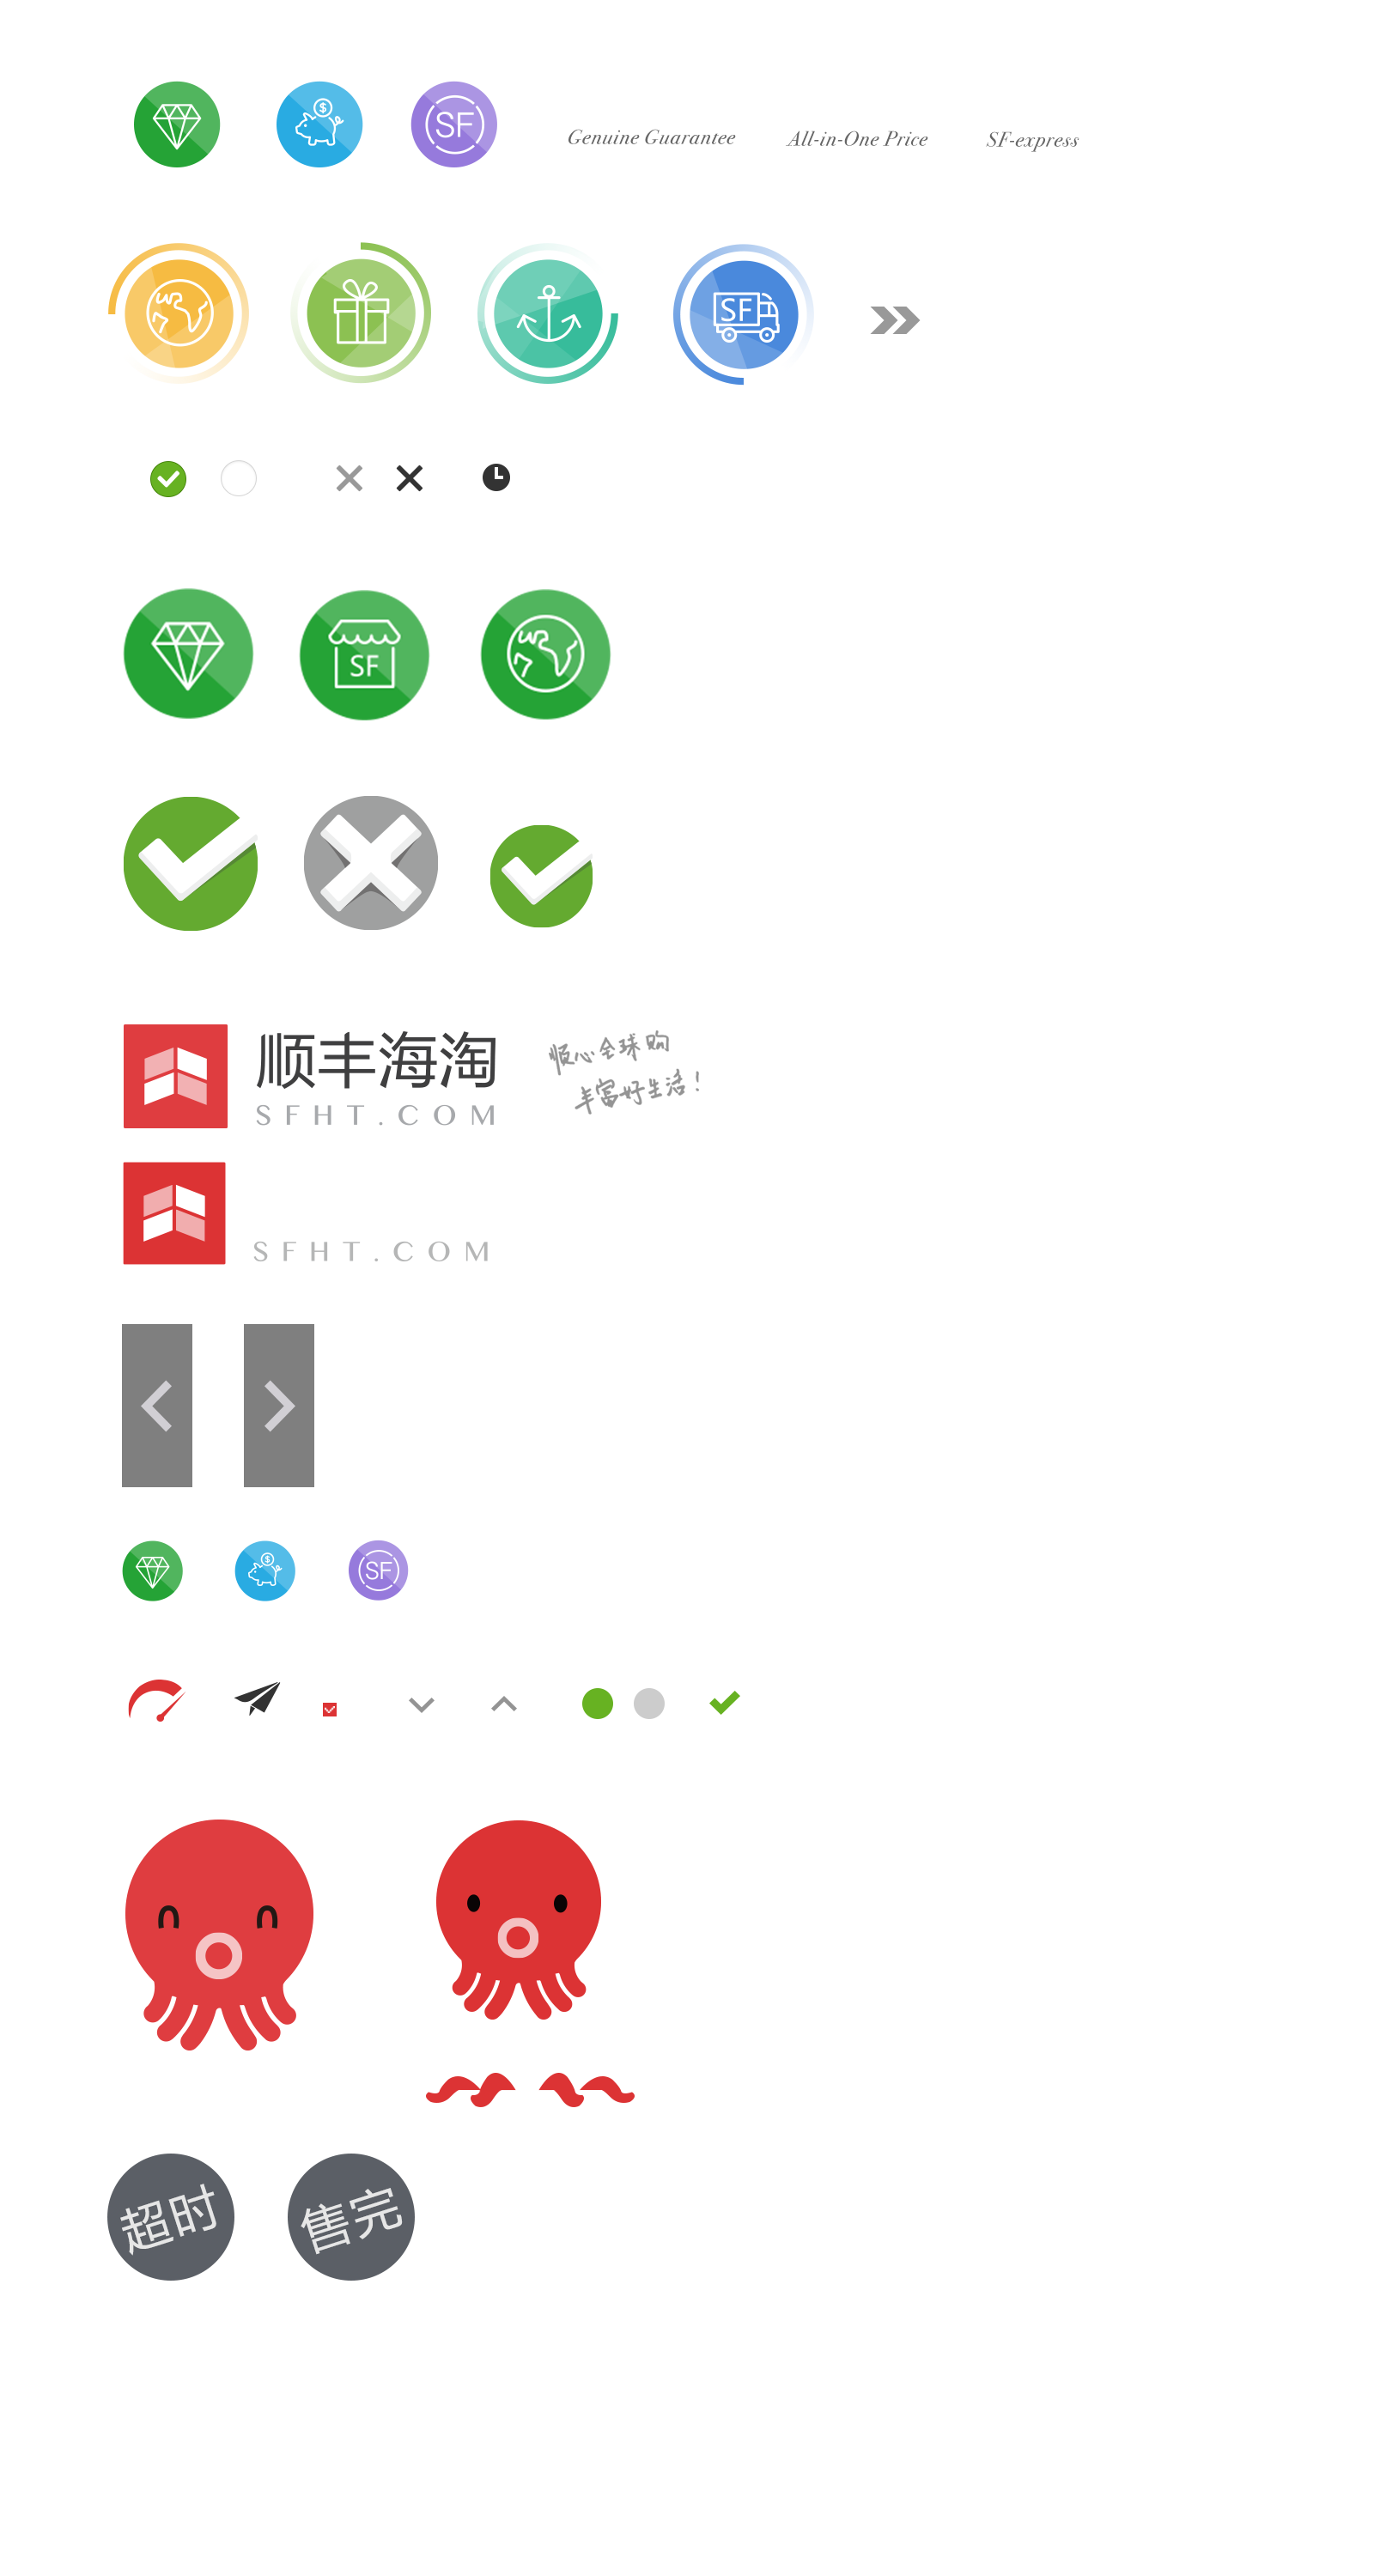 $
SF
Genuine Guarantee
All-in-One Price
SF-express
SF
SF
顺丰海淘
SFHT.COM
顺心全球购
丰富好生活！
SFHT.COM
$
SF
超时
售完